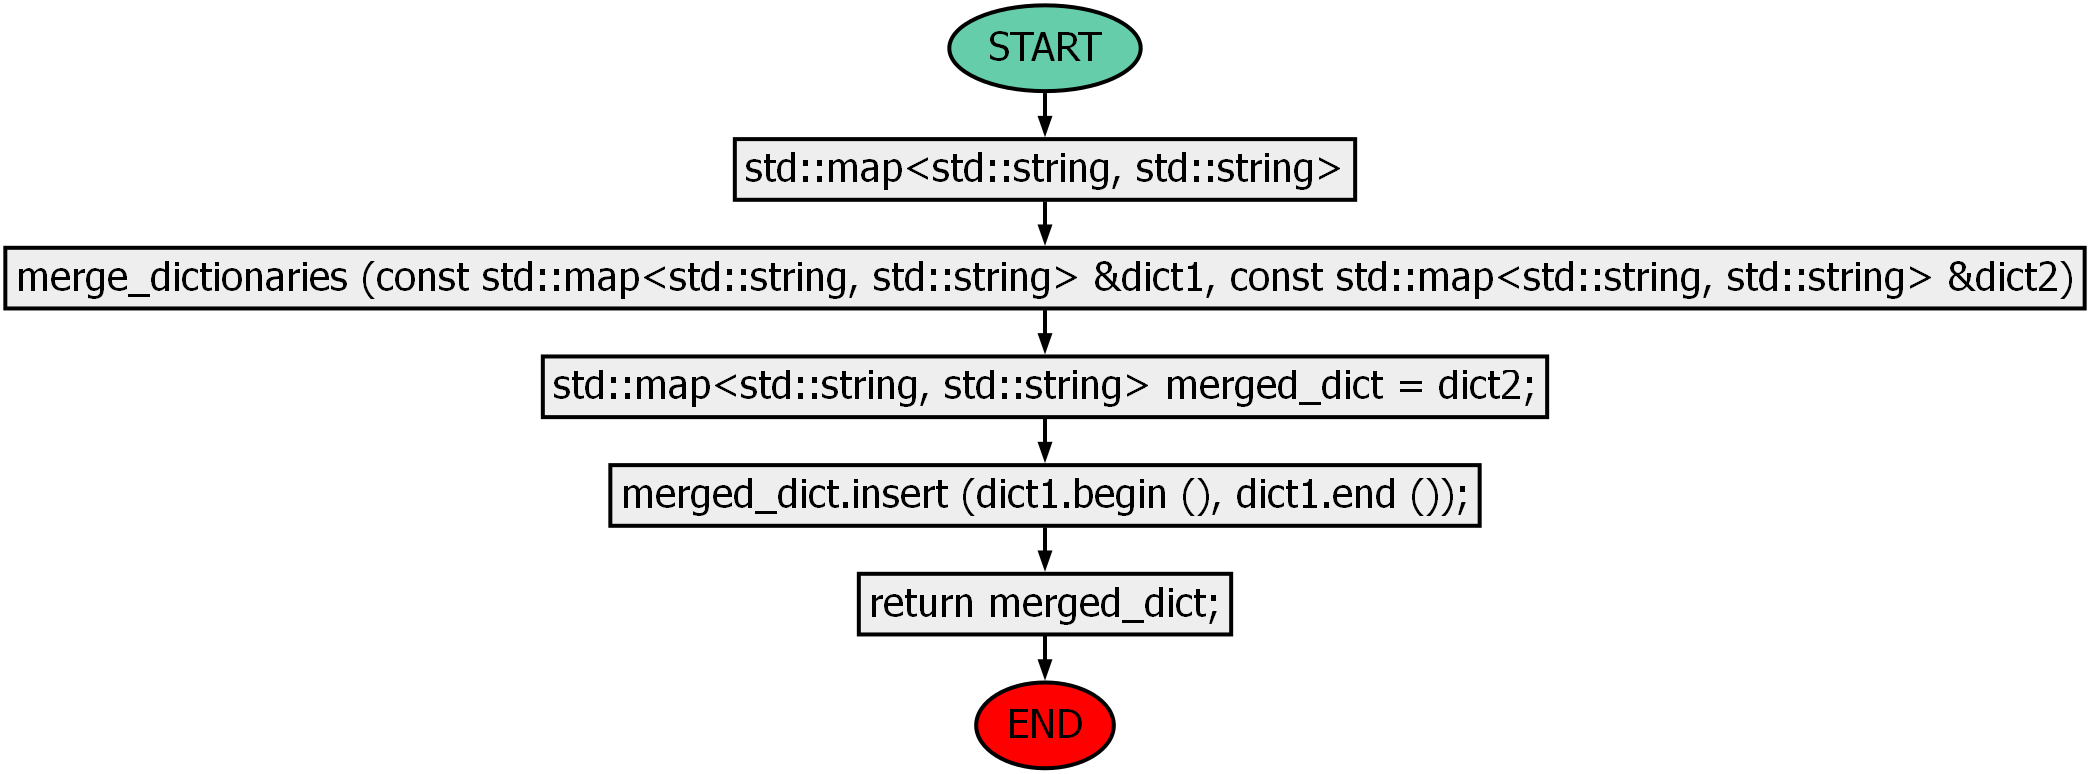 START
std::map<std::string, std::string>
merge_dictionaries (const std::map<std::string, std::string> &dict1, const std::map<std::string, std::string> &dict2)
std::map<std::string, std::string> merged_dict = dict2;
merged_dict.insert (dict1.begin (), dict1.end ());
return merged_dict;
END